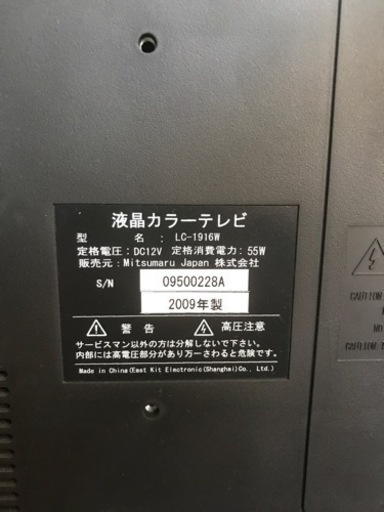 液晶カラーテレビ
型 名 : LC-1916W
定格電圧:DC12V 定格消費電力:55W
販売元:Mitsumaru Japan 株式会社
S/N 09500228A
2009年製
警告 高圧注意
サービスマン以外の方は分解しないで下さい。
内部には高電圧部分があり万一さわると危険です。
Made in China(East Kit Electronic(Shanghai)Co., Ltd.)
CAUTION